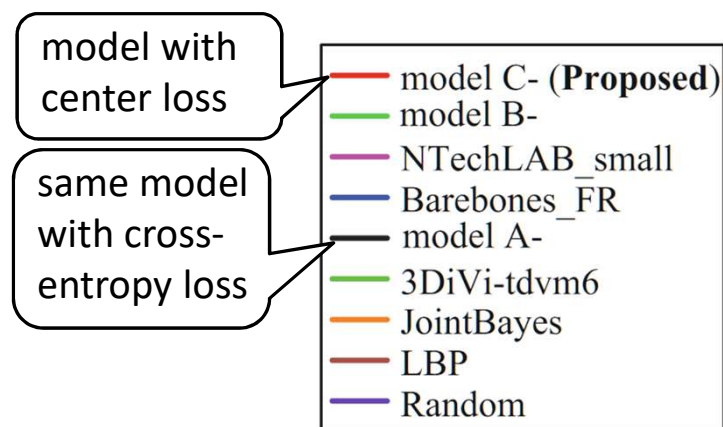 model with
center loss
same model
with cross-
entropy loss
model C- (Proposed)
model B-
NTechLAB_small
Barebones_FR
model A-
3DiVi-tdvm6
JointBayes
LBP
Random